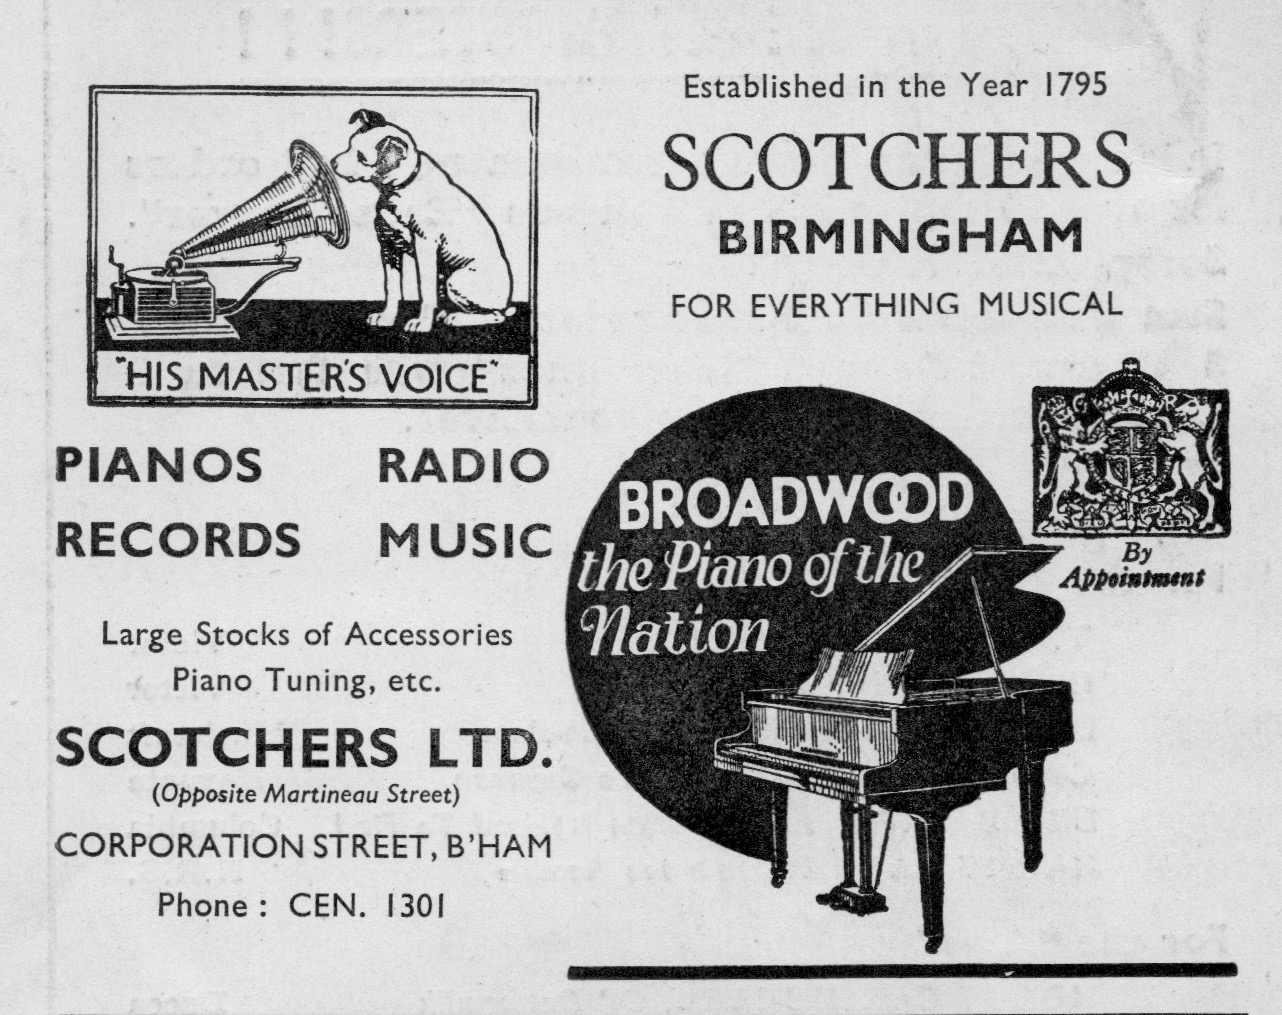 "HIS MASTER'S VOICE"
Established in the Year 1795
SCOTCHERS
BIRMINGHAM
FOR EVERYTHING MUSICAL
PIANOS RADIO
RECORDS MUSIC
Large Stocks of Accessories
Piano Tuning, etc.
SCOTCHERS LTD.
(Opposite Martineau Street)
CORPORATION STREET, B'HAM
Phone : CEN. 1301
BROADWOOD
the Piano of the
Nation
By
Appointment